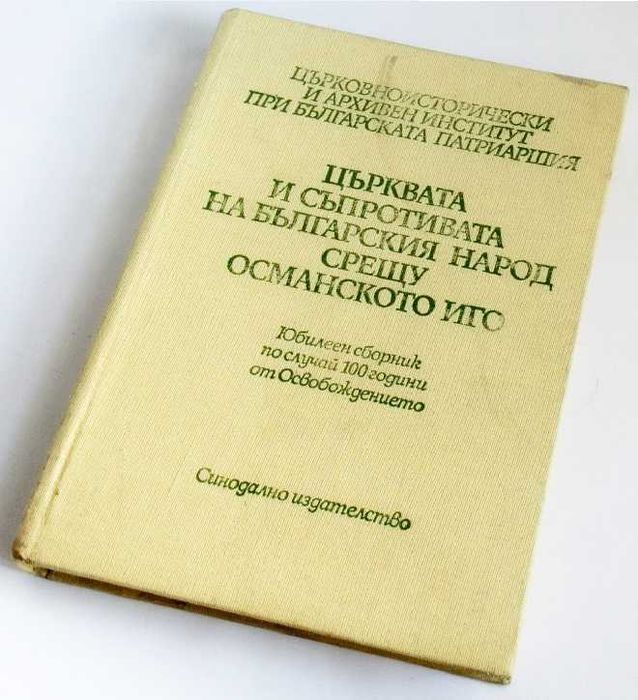 ЦЪРКОВНОИСТОРИЧЕСКИ
И АРХИВЕН ИНСТИТУТ
ПРИ БЪЛГАРСКАТА ПАТРИАРШИЯ
ЦЪРКВАТА
И СЪПРОТИВАТА
НА БЪЛГАРСКИЯ НАРОД
СРЕЩУ
ОСМАНСКОТО ИГО
Юбилеен сборник
по случай 100 години
от Освобождението
Синодално издателство